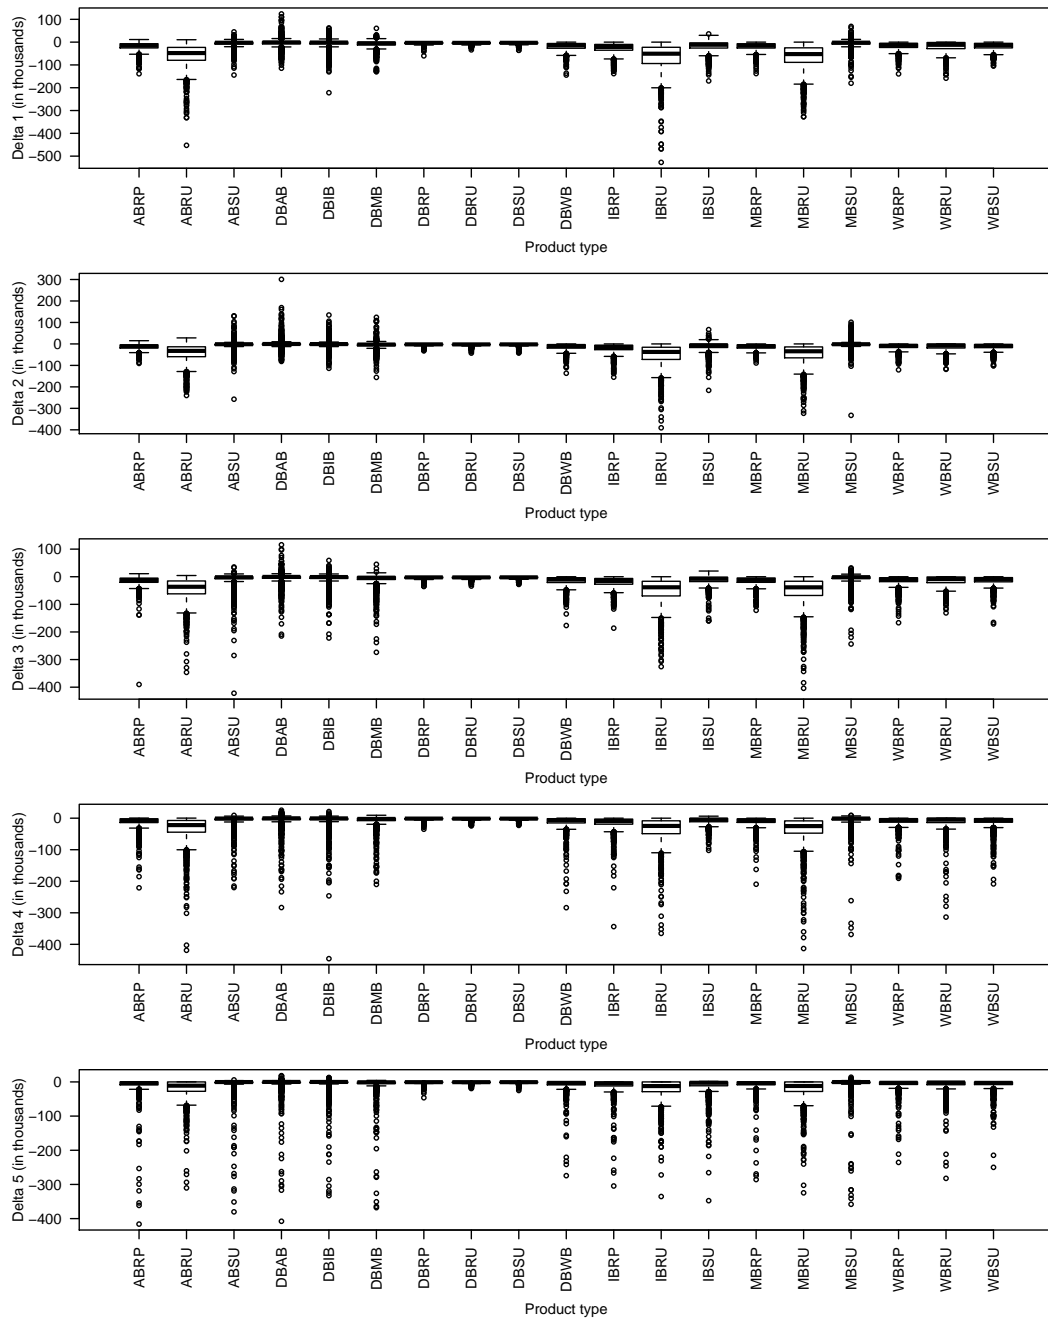 Delta 1 (in thousands)
100
0
−100
−200
−300
−400
−500
ABRP ABRU ABSU DBAB DBIB DBMB DBRP DBRU DBSU DBWB IBRP IBRU IBSU MBRP MBRU MBSU WBRP WBRU WBSU
Product type
Delta 2 (in thousands)
300
200
100
0
−100
−200
−300
−400
ABRP ABRU ABSU DBAB DBIB DBMB DBRP DBRU DBSU DBWB IBRP IBRU IBSU MBRP MBRU MBSU WBRP WBRU WBSU
Product type
Delta 3 (in thousands)
100
0
−100
−200
−300
−400
ABRP ABRU ABSU DBAB DBIB DBMB DBRP DBRU DBSU DBWB IBRP IBRU IBSU MBRP MBRU MBSU WBRP WBRU WBSU
Product type
Delta 4 (in thousands)
0
−100
−200
−300
−400
ABRP ABRU ABSU DBAB DBIB DBMB DBRP DBRU DBSU DBWB IBRP IBRU IBSU MBRP MBRU MBSU WBRP WBRU WBSU
Product type
Delta 5 (in thousands)
0
−100
−200
−300
−400
ABRP ABRU ABSU DBAB DBIB DBMB DBRP DBRU DBSU DBWB IBRP IBRU IBSU MBRP MBRU MBSU WBRP WBRU WBSU
Product type